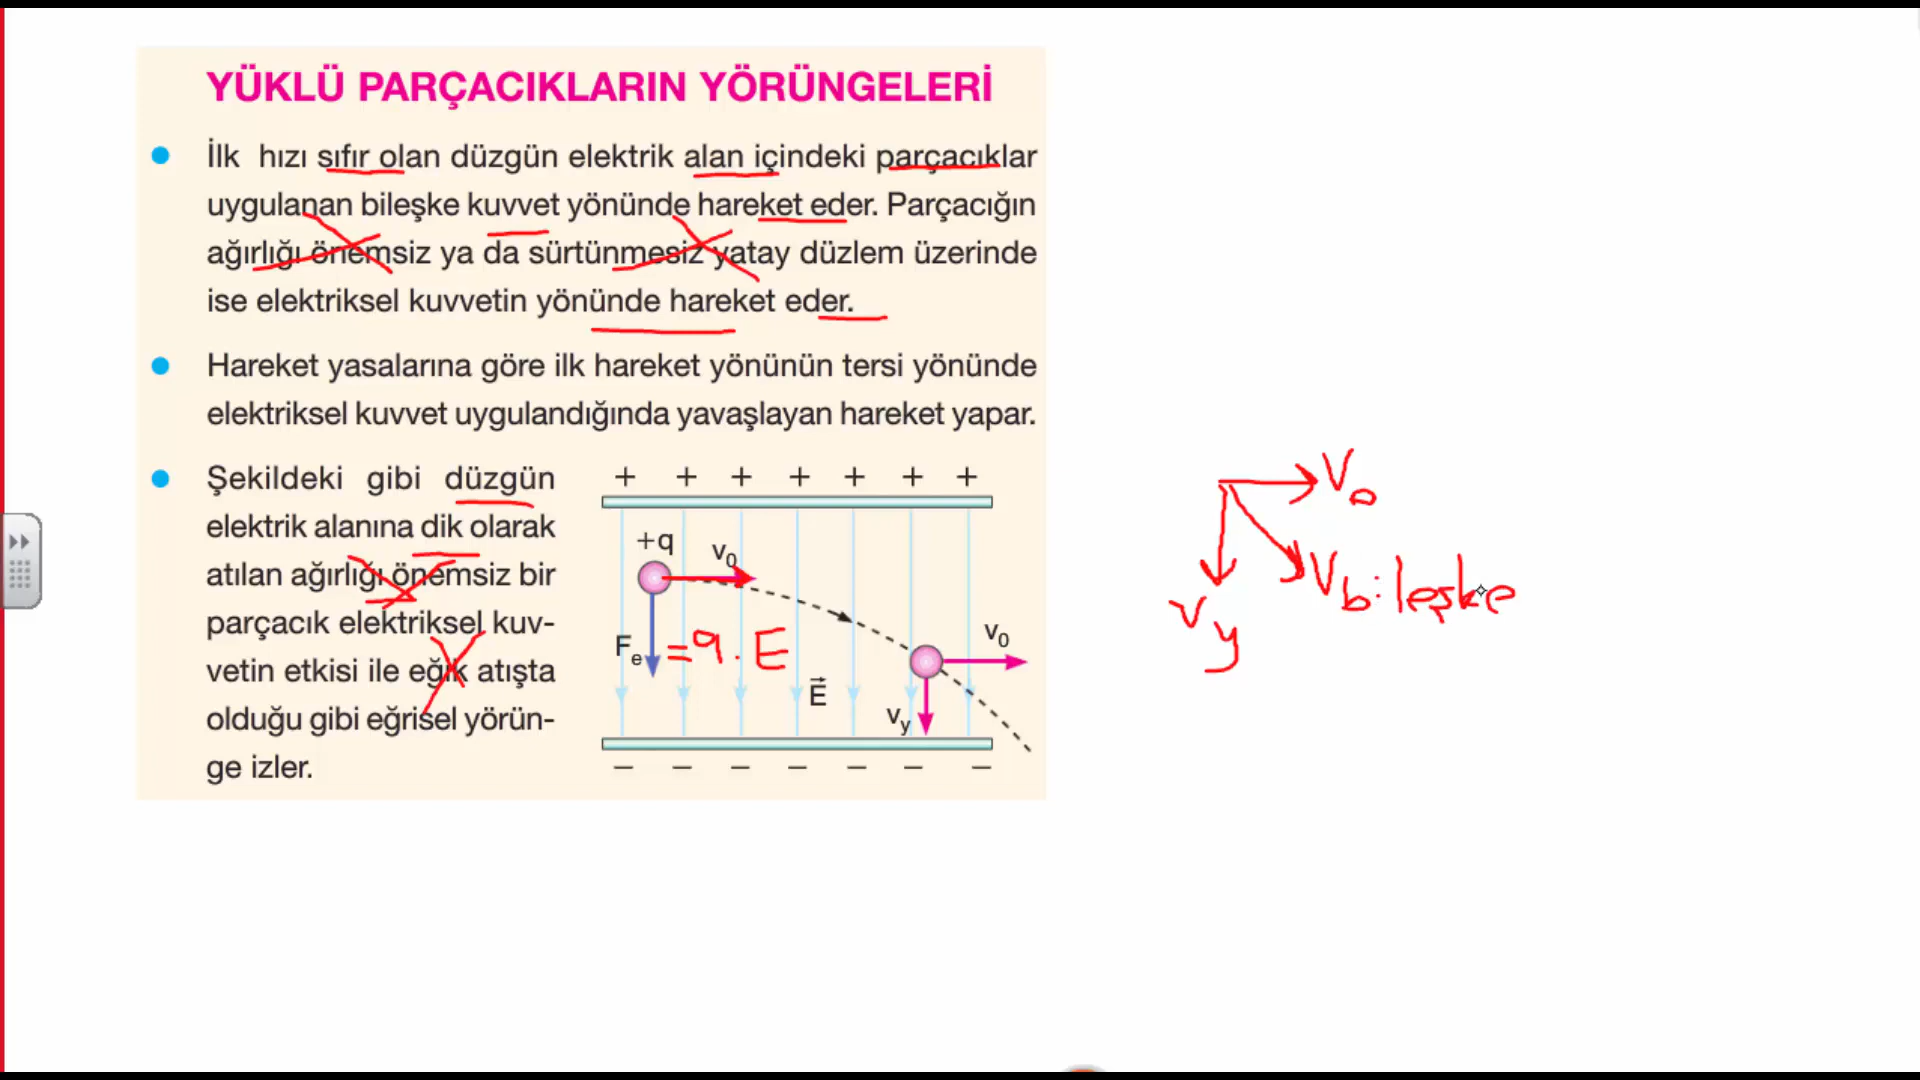 YÜKLÜ PARÇACIKLARIN YÖRÜNGELERİ
İlk hızı sıfır olan düzgün elektrik alan içindeki parçacıklar
uygulanan bileşke kuvvet yönünde hareket eder. Parçacığın
ağırlığı önemsiz ya da sürtünmesiz yatay düzlem üzerinde
ise elektriksel kuvvetin yönünde hareket eder.
Hareket yasalarına göre ilk hareket yönünün tersi yönünde
elektriksel kuvvet uygulandığında yavaşlayan hareket yapar.
Şekildeki gibi düzgün
elektrik alanına dik olarak
atılan ağırlığı önemsiz bir
parçacık elektriksel kuv-
vetin etkisi ile eğik atışta
olduğu gibi eğrisel yörün-
ge izler.
+ + + + + + +
+q
v₀
Fₑ = q . E
E⃗
v₀
vᵧ
− − − − − − −
V₀
V bileşke
Vy